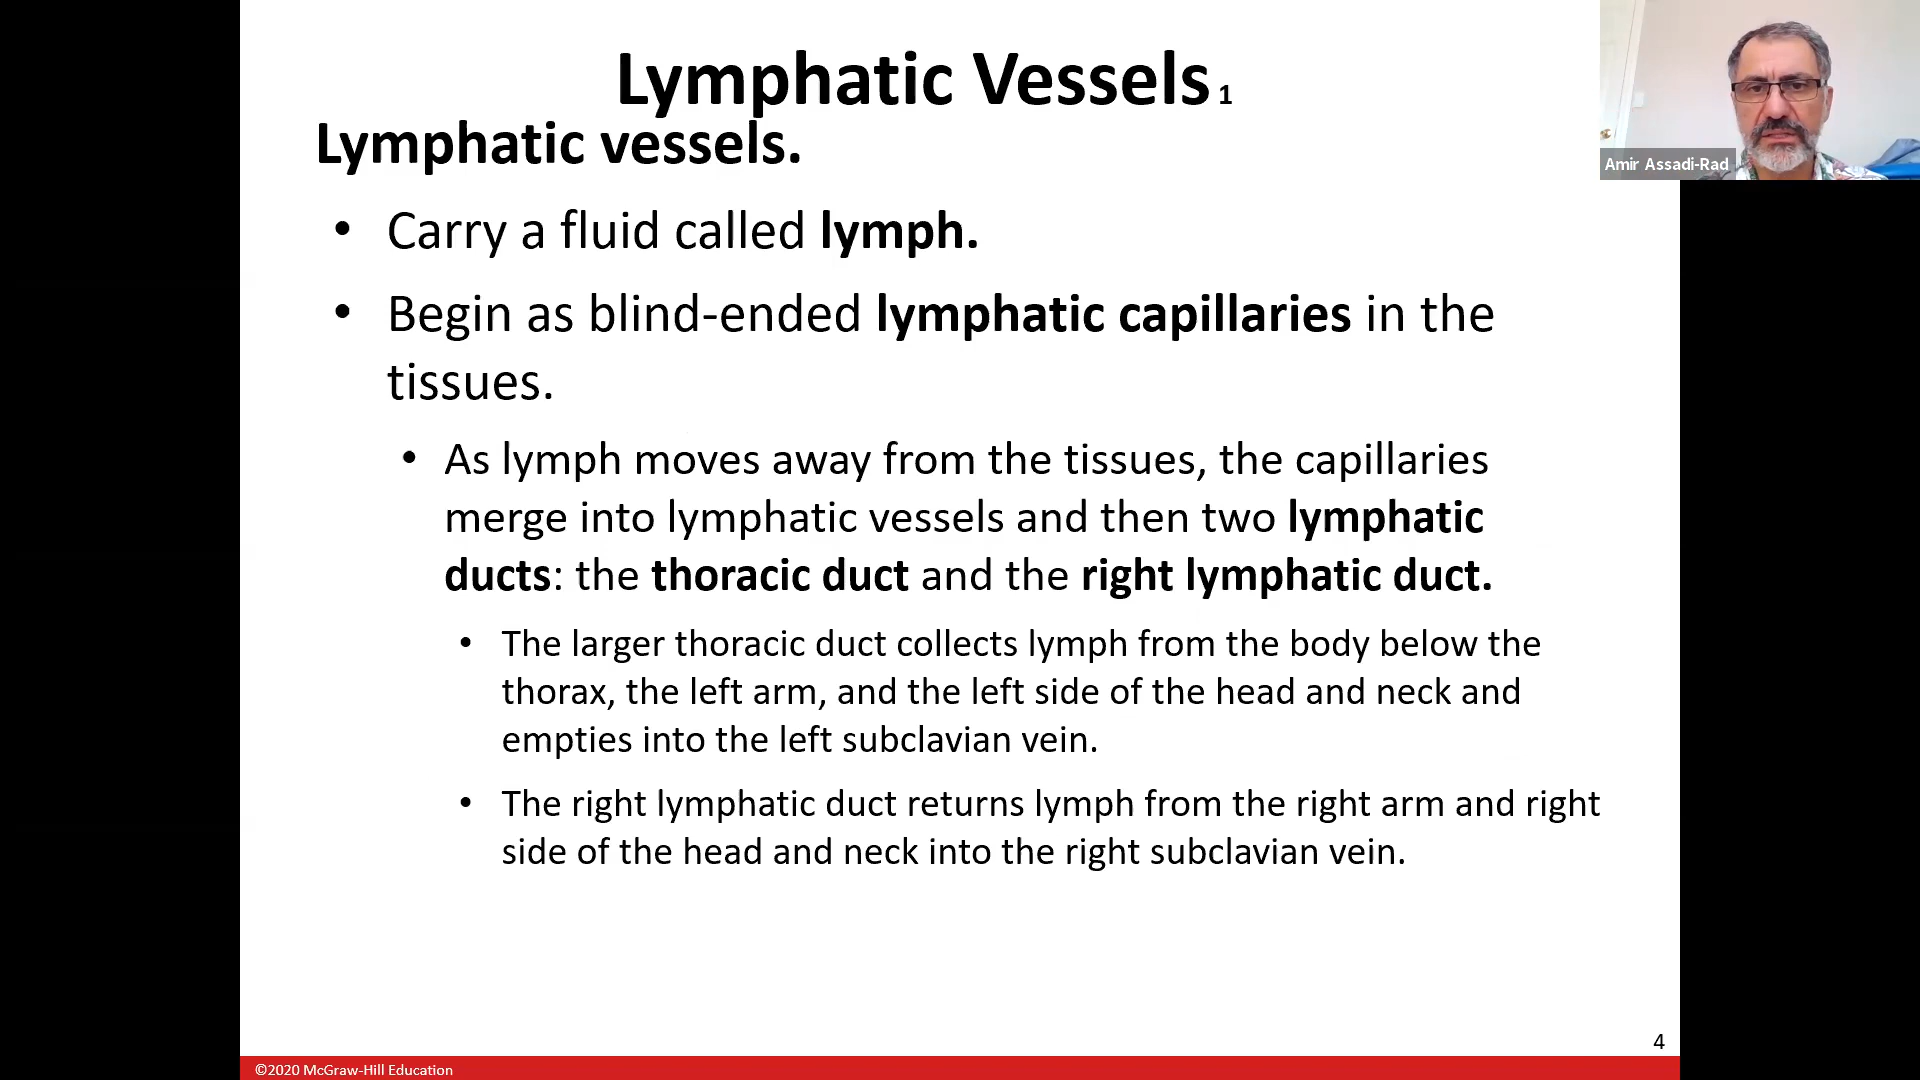 Lymphatic Vessels 1
Lymphatic vessels.
• Carry a fluid called lymph.
• Begin as blind-ended lymphatic capillaries in the
tissues.
• As lymph moves away from the tissues, the capillaries
merge into lymphatic vessels and then two lymphatic
ducts: the thoracic duct and the right lymphatic duct.
• The larger thoracic duct collects lymph from the body below the
thorax, the left arm, and the left side of the head and neck and
empties into the left subclavian vein.
• The right lymphatic duct returns lymph from the right arm and right
side of the head and neck into the right subclavian vein.
4
©2020 McGraw-Hill Education
Amir Assadi-Rad